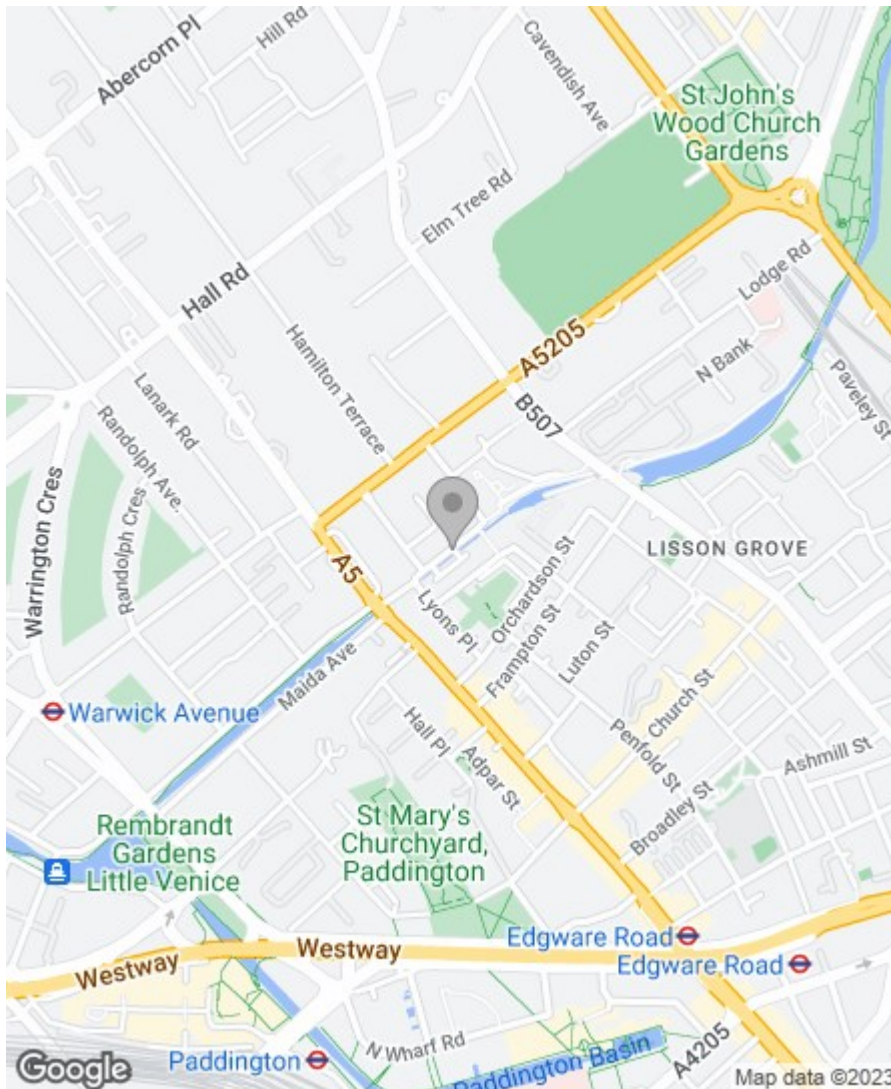 Abercorn Pl
Hill Rd
Cavendish Ave
St John's
Wood Church
Gardens
Elm Tree Rd
Hall Rd
Lodge Rd
Hamilton Terrace
A5205
N Bank
Paveley St
Lanark Rd
Randolph Ave.
B507
Warrington Cres
Randolph Cres
A5
LISSON GROVE
Orchardson St
Lyons Pl
Frampton St
Luton St
Maida Ave
Warwick Avenue
Church St
Hall Pl
Penfold St
Ashmill St
Adpar St
Broadley St
Rembrandt
Gardens
Little Venice
St Mary's
Churchyard,
Paddington
Edgware Road
Westway
Westway
Edgware Road
N Wharf Rd
Paddington
Paddington Basin
A4205
Google
Map data ©2023